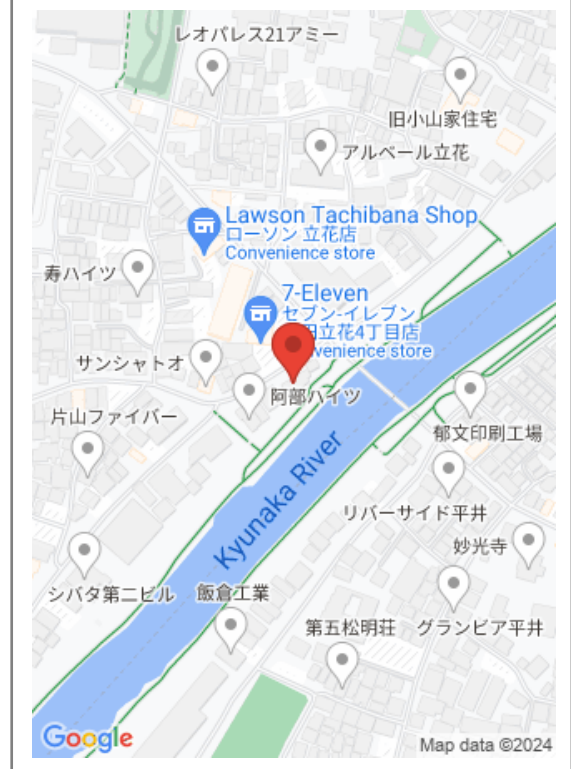 レオパレス21アミー
旧小山家住宅
アルベール立花
Lawson Tachibana Shop
ローソン 立花店
Convenience store
寿ハイツ
7-Eleven
セブン-イレブン
田立花4丁目店
venience store
サンシャトオ
阿部ハイツ
片山ファイバー
郁文印刷工場
Kyunaka River
リバーサイド平井
妙光寺
シバタ第二ビル
飯倉工業
第五松明荘
グランピア平井
Google
Map data ©2024